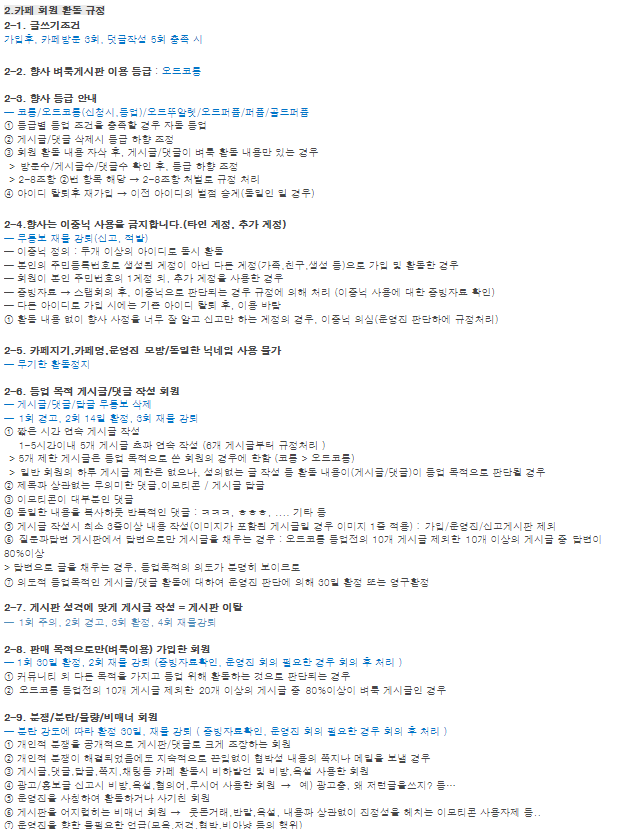 2.카페 회원 활동 규정
2-1. 글쓰기조건
가입후, 카페방문 3회, 댓글작성 5회 충족 시
2-2. 향사 벼룩게시판 이용 등급 : 오드코롱
2-3. 향사 등급 안내
— 코롱/오드코롱(신청시,등업)/오드뚜알렛/오드퍼퓸/퍼퓸/골드퍼퓸
① 등급별 등업 조건을 충족할 경우 자동 등업
② 게시글/댓글 삭제시 등급 하향 조정
③ 회원 활동 내용 자삭 후, 게시글/댓글이 벼룩 활동 내용만 있는 경우
> 방문수/게시글수/댓글수 확인 후, 등급 하향 조정
> 2-8조항 ②번 항목 해당 → 2-8조항 처벌로 규정 처리
④ 아이디 탈퇴후 재가입 → 이전 아이디의 벌점 승계(동일인 일 경우)
2-4.향사는 이중닉 사용을 금지합니다.(타인 계정, 추가 계정)
— 무통보 재물 강퇴(신고, 적발)
— 이중닉 정의 : 두개 이상의 아이디로 동시 활동
— 본인의 주민등록번호로 생성된 계정이 아닌 다른 계정(가족,친구,생성 등)으로 가입 및 활동한 경우
— 회원이 본인 주민번호의 1계정 외, 추가 계정을 사용한 경우
— 증빙자료 → 스탭회의 후, 이중닉으로 판단되는 경우 규정에 의해 처리 (이중닉 사용에 대한 증빙자료 확인)
— 다른 아이디로 가입 시에는 기존 아이디 탈퇴 후, 이용 바람
① 활동 내용 없이 향사 사정을 너무 잘 알고 신고만 하는 계정의 경우, 이중닉 의심(운영진 판단하에 규정처리)
2-5. 카페지기,카페명,운영진 모방/동일한 닉네임 사용 불가
— 무기한 활동정지
2-6. 등업 목적 게시글/댓글 작성 회원
— 게시글/댓글/답글 무통보 삭제
— 1회 경고, 2회 14일 활정, 3회 재물 강퇴
① 짧은 시간 연속 게시글 작성
1-5시간이내 5개 게시글 초과 연속 작성 (6개 게시글부터 규정처리 )
> 5개 제한 게시글은 등업 목적으로 쓴 회원의 경우에 한함 (코롱 > 오드코롱)
> 일반 회원의 하루 게시글 제한은 없으나, 성의없는 글 작성 등 활동 내용이(게시글/댓글)이 등업 목적으로 판단될 경우
② 제목과 상관없는 무의미한 댓글,이모티콘 / 게시글 답글
③ 이모티콘이 대부분인 댓글
④ 동일한 내용을 복사하듯 반복적인 댓글 : ㅋㅋㅋ, ㅎㅎㅎ, .... 기타 등
⑤ 게시글 작성시 최소 3줄이상 내용 작성(이미지가 포함된 게시글일 경우 이미지 1줄 적용) : 가입/운영진/신고게시판 제외
⑥ 질문과답변 게시판에서 답변으로만 게시글을 채우는 경우 : 오드코롱 등업전의 10개 게시글 제외한 10개 이상의 게시글 중 답변이
80%이상
> 답변으로 글을 채우는 경우, 등업목적의 의도가 분명히 보이므로
⑦ 의도적 등업목적인 게시글/댓글 활동에 대하여 운영진 판단에 의해 30일 활정 또는 영구활정
2-7. 게시판 성격에 맞게 게시글 작성 = 게시판 이탈
— 1회 주의, 2회 경고, 3회 활정, 4회 재물강퇴
2-8. 판매 목적으로만(벼룩이용) 가입한 회원
— 1회 30일 활정, 2회 재물 강퇴 (증빙자료확인, 운영진 회의 필요한 경우 회의 후 처리 )
① 커뮤니티 외 다른 목적을 가지고 등업 위해 활동하는 것으로 판단되는 경우
② 오드코롱 등업전의 10개 게시글 제외한 20개 이상의 게시글 중 80%이상이 벼룩 게시글인 경우
2-9. 분쟁/분란/물량/비매너 회원
— 분란 강도에 따라 활정 30일, 재물 강퇴 ( 증빙자료확인, 운영진 회의 필요한 경우 회의 후 처리 )
① 개인적 분쟁을 공개적으로 게시판/댓글로 크게 조장하는 회원
② 개인적 분쟁이 해결되었음에도 지속적으로 끊임없이 협박성 내용의 쪽지나 메일을 보낼 경우
③ 게시글,댓글,답글,쪽지,채팅등 카페 활동시 비하발언 및 비방,욕설 사용한 회원
④ 광고/홍보글 신고시 비방,욕설,혐의어,무시어 사용한 회원 → 예) 광고충, 왜 저런글을쓰지? 등…
⑤ 운영진을 사칭하여 활동하거나 사기친 회원
⑥ 게시판을 어지럽히는 비매너 회원 → 뜻돈거래,반말,욕설, 내용과 상관없이 진정성을 헤치는 이모티콘 사용자제 등..
⑦ 운영진을 향한 불필요한 언급(모욕,저격,협박,비아냥 등의 행위)